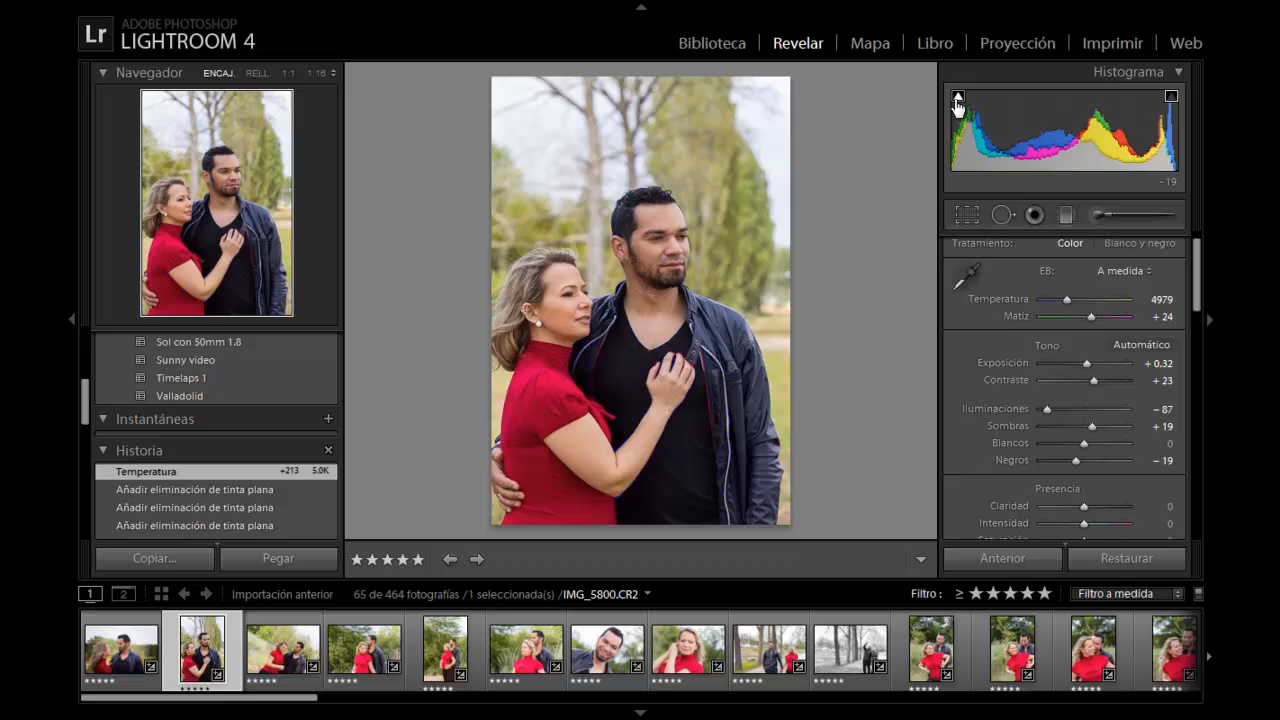 Lr
ADOBE PHOTOSHOP
LIGHTROOM 4
Biblioteca
Revelar
Mapa
Libro
Proyección
Imprimir
Web
Navegador
ENCAJ.
RELL.
1:1
1:16
Sol con 50mm 1.8
Sunny video
Timelaps 1
Valladolid
Instantáneas +
Historia ×
Temperatura +213 5.0K
Añadir eliminación de tinta plana
Añadir eliminación de tinta plana
Añadir eliminación de tinta plana
Copiar...
Pegar
Histograma
- 19
Tratamiento: Color Blanco y negro
EB: A medida
Temperatura 4979
Matiz + 24
Tono Automático
Exposición + 0.32
Contraste + 23
Iluminaciones – 87
Sombras + 19
Blancos 0
Negros – 19
Presencia
Claridad 0
Intensidad 0
Anterior
Restaurar
1 2
Importación anterior
65 de 464 fotografías /1 seleccionada(s) /IMG_5800.CR2
Filtro : ≥ ★★★★★
Filtro a medida